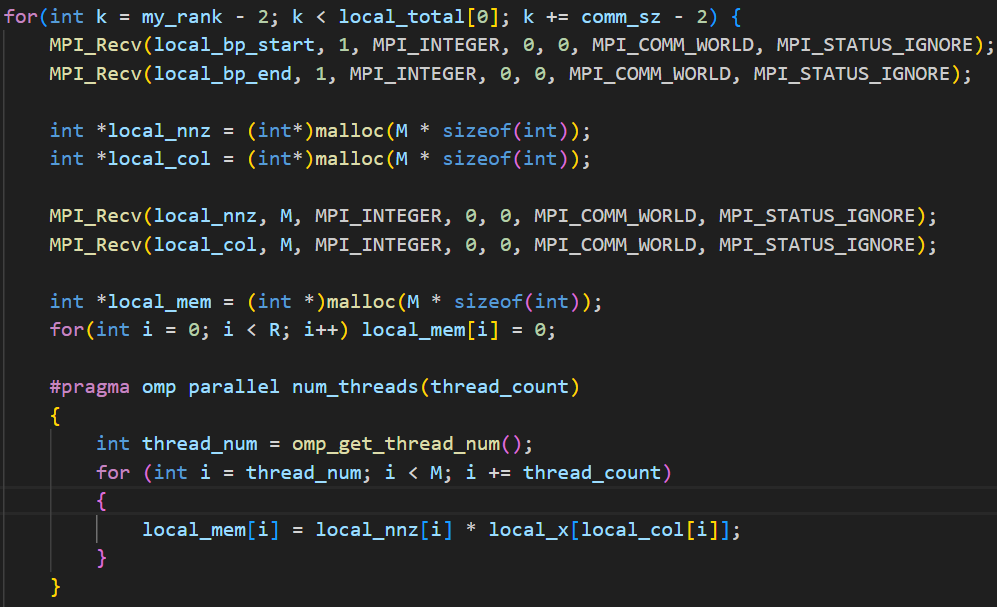 for(int k = my_rank - 2; k < local_total[0]; k += comm_sz - 2) {
    MPI_Recv(local_bp_start, 1, MPI_INTEGER, 0, 0, MPI_COMM_WORLD, MPI_STATUS_IGNORE);
    MPI_Recv(local_bp_end, 1, MPI_INTEGER, 0, 0, MPI_COMM_WORLD, MPI_STATUS_IGNORE);
    int *local_nnz = (int*)malloc(M * sizeof(int));
    int *local_col = (int*)malloc(M * sizeof(int));
    MPI_Recv(local_nnz, M, MPI_INTEGER, 0, 0, MPI_COMM_WORLD, MPI_STATUS_IGNORE);
    MPI_Recv(local_col, M, MPI_INTEGER, 0, 0, MPI_COMM_WORLD, MPI_STATUS_IGNORE);
    int *local_mem = (int *)malloc(M * sizeof(int));
    for(int i = 0; i < R; i++) local_mem[i] = 0;
    #pragma omp parallel num_threads(thread_count)
    {
        int thread_num = omp_get_thread_num();
        for (int i = thread_num; i < M; i += thread_count)
        {
            local_mem[i] = local_nnz[i] * local_x[local_col[i]];
        }
    }